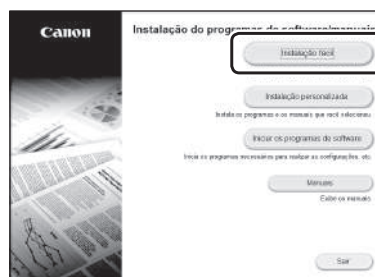 Canon
Instalação do programas de software/manuais
Instalação fácil
Instalação personalizada
Instala os programas e os manuais que você selecionou
Iniciar os programas de software
Inicia os programas necessários para realizar as configurações, etc.
Manuais
Exibe os manuais
Sair